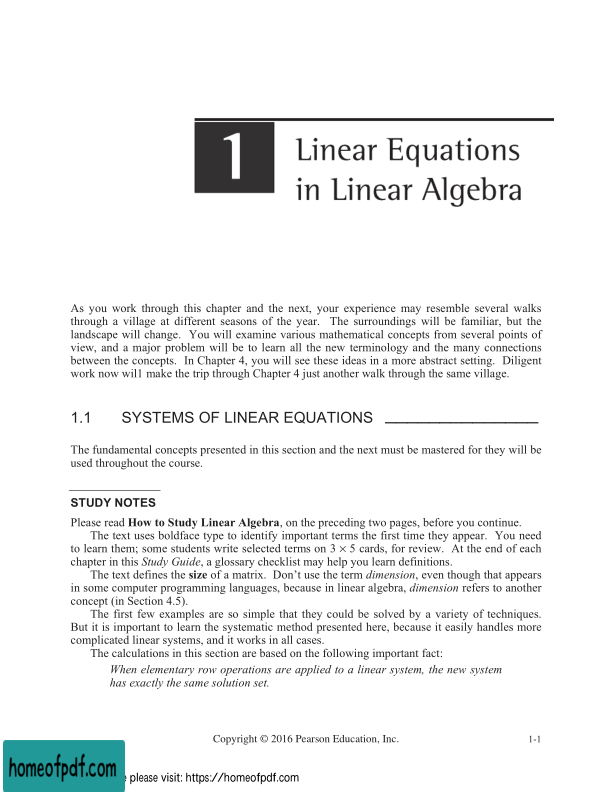 1
Linear Equations
in Linear Algebra
As you work through this chapter and the next, your experience may resemble several walks
through a village at different seasons of the year. The surroundings will be familiar, but the
landscape will change. You will examine various mathematical concepts from several points of
view, and a major problem will be to learn all the new terminology and the many connections
between the concepts. In Chapter 4, you will see these ideas in a more abstract setting. Diligent
work now wil1 make the trip through Chapter 4 just another walk through the same village.
1.1 SYSTEMS OF LINEAR EQUATIONS
The fundamental concepts presented in this section and the next must be mastered for they will be
used throughout the course.
STUDY NOTES
Please read How to Study Linear Algebra, on the preceding two pages, before you continue.
The text uses boldface type to identify important terms the first time they appear. You need
to learn them; some students write selected terms on 3 × 5 cards, for review. At the end of each
chapter in this Study Guide, a glossary checklist may help you learn definitions.
The text defines the size of a matrix. Don't use the term dimension, even though that appears
in some computer programming languages, because in linear algebra, dimension refers to another
concept (in Section 4.5).
The first few examples are so simple that they could be solved by a variety of techniques.
But it is important to learn the systematic method presented here, because it easily handles more
complicated linear systems, and it works in all cases.
The calculations in this section are based on the following important fact:
When elementary row operations are applied to a linear system, the new system
has exactly the same solution set.
Copyright © 2016 Pearson Education, Inc. 1-1
homeofpdf.com
please visit: https://homeofpdf.com